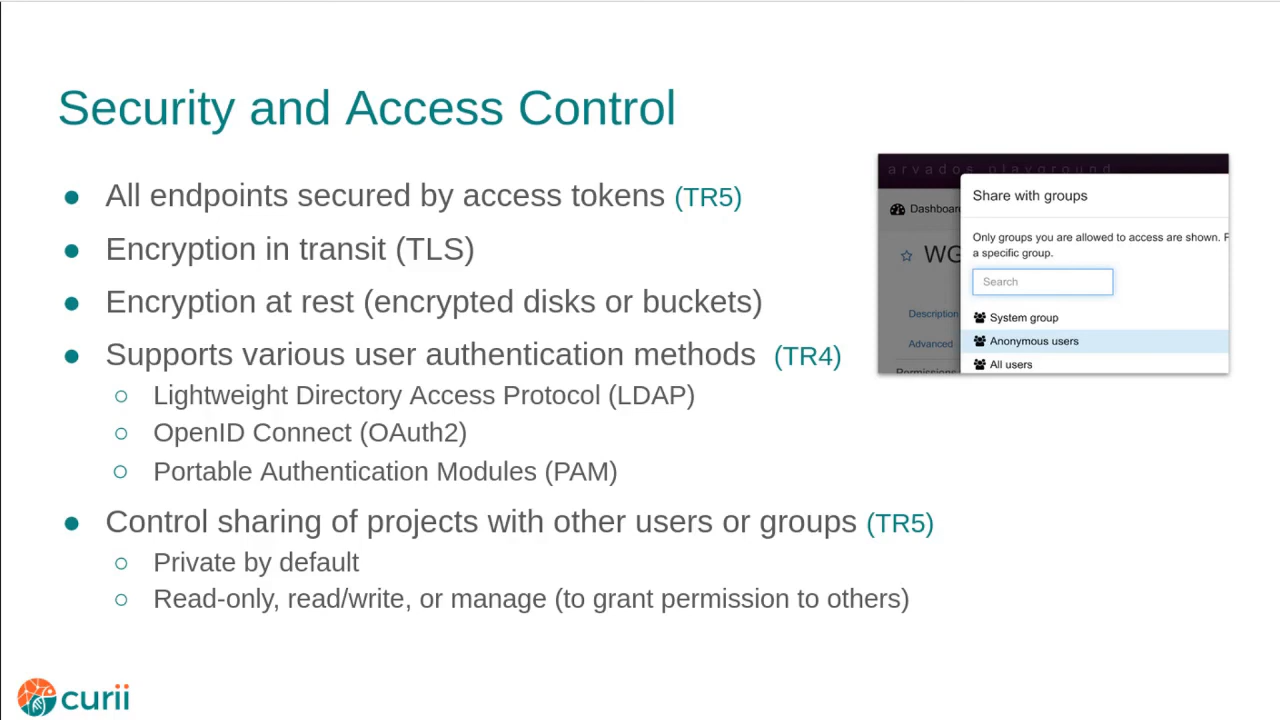 Security and Access Control
● All endpoints secured by access tokens (TR5)
● Encryption in transit (TLS)
● Encryption at rest (encrypted disks or buckets)
● Supports various user authentication methods (TR4)
○ Lightweight Directory Access Protocol (LDAP)
○ OpenID Connect (OAuth2)
○ Portable Authentication Modules (PAM)
● Control sharing of projects with other users or groups (TR5)
○ Private by default
○ Read-only, read/write, or manage (to grant permission to others)
arvados playground
Dashboar
WG
Description
Advanced
Permissions
Share with groups
Only groups you are allowed to access are shown. F
a specific group.
Search
System group
Anonymous users
All users
curii